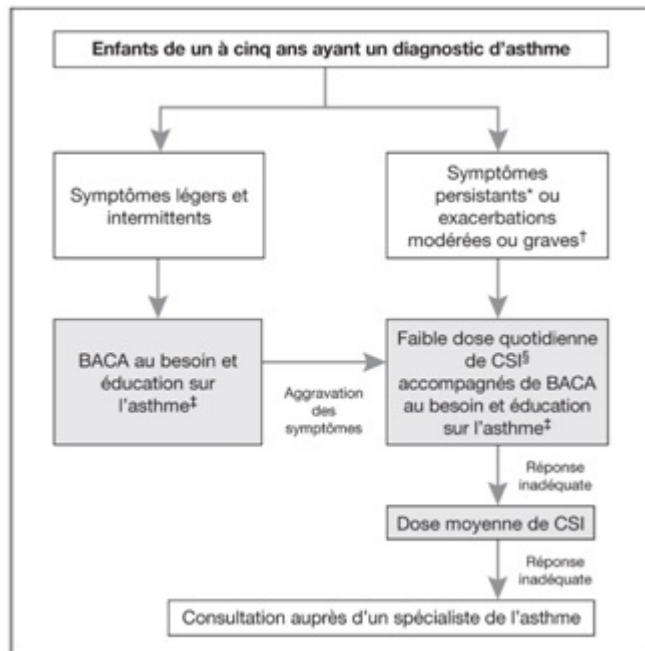 Enfants de un à cinq ans ayant un diagnostic d'asthme
Symptômes légers et
intermittents
Symptômes
persistants* ou
exacerbations
modérées ou graves†
BACA au besoin et
éducation sur
l'asthme‡
Aggravation
des
symptômes
Faible dose quotidienne
de CSI§
accompagnés de BACA
au besoin et éducation
sur l'asthme‡
Réponse
inadéquate
Dose moyenne de CSI
Réponse
inadéquate
Consultation auprès d'un spécialiste de l'asthme